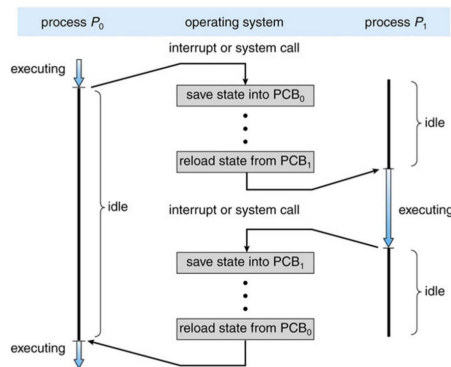 process P0 operating system process P1
interrupt or system call
executing
save state into PCB0
idle
reload state from PCB1
idle
interrupt or system call
executing
save state into PCB1
idle
reload state from PCB0
executing